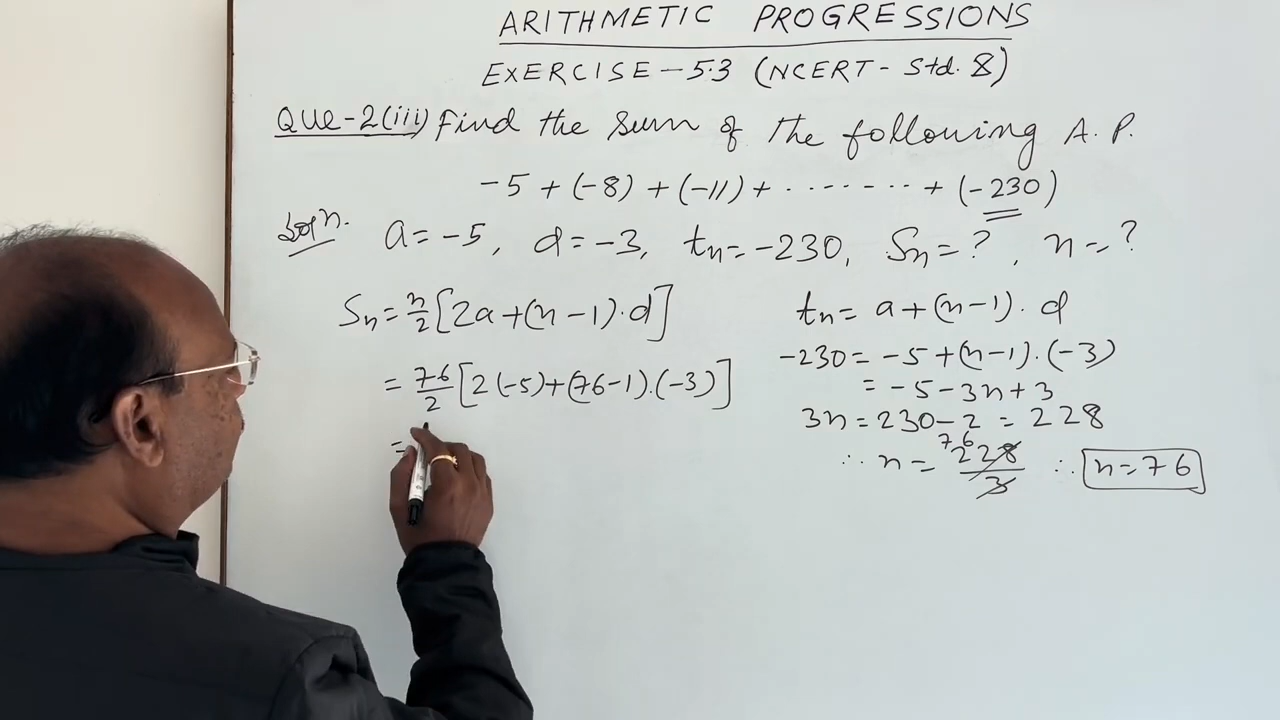 ARITHMETIC PROGRESSIONS
EXERCISE-5.3 (NCERT- Std. 8)
QUE-2(iii) Find the sum of the following A.P.
-5 + (-8) + (-11) + ........ + (-230)
Solⁿ. a = -5, d = -3, tn = -230, Sn = ?, n = ?
Sn = n/2 [2a + (n - 1)·d]
= 76/2 [2(-5) + (76-1)·(-3)]
=
tn = a + (n-1)·d
-230 = -5 + (n-1)·(-3)
= -5 - 3n + 3
3n = 230 - 2 = 228
∴ n = 76 228/3 ∴ n = 76